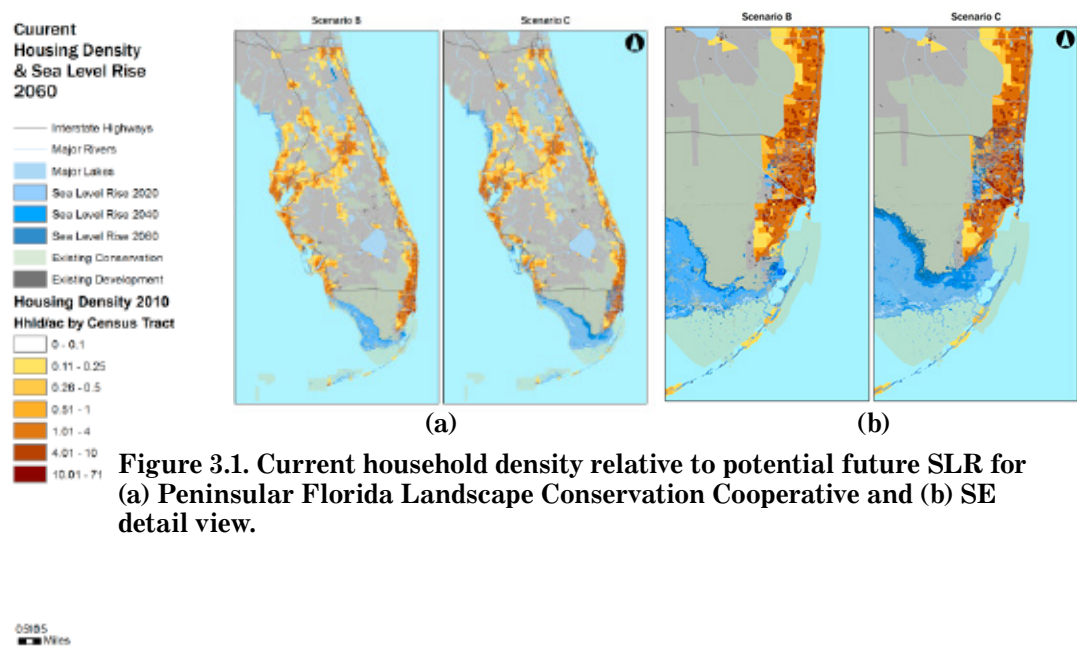 Cuurent
Housing Density
& Sea Level Rise
2060
Interstate Highways
Major Rivers
Major Lakes
Sea Level Rise 2020
Sea Level Rise 2040
Sea Level Rise 2060
Existing Conservation
Existing Development
Housing Density 2010
Hhld/ac by Census Tract
0 - 0.1
0.11 - 0.25
0.26 - 0.5
0.51 - 1
1.01 - 4
4.01 - 10
10.01 - 71
Scenario B
Scenario C
Scenario B
Scenario C
(a)
(b)
Figure 3.1. Current household density relative to potential future SLR for
(a) Peninsular Florida Landscape Conservation Cooperative and (b) SE
detail view.
Miles